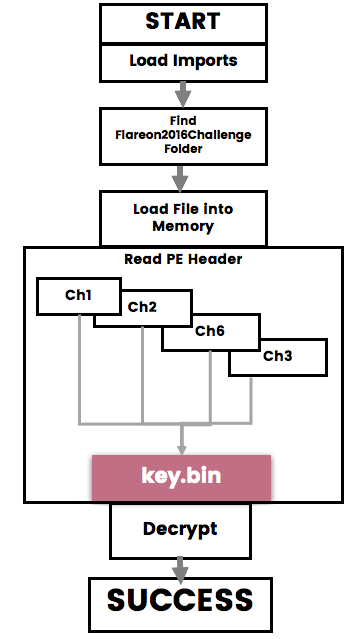 START
Load Imports
Find
Flareon2016Challenge
Folder
Load File into
Memory
Read PE Header
Ch1
Ch2
Ch6
Ch3
key.bin
Decrypt
SUCCESS